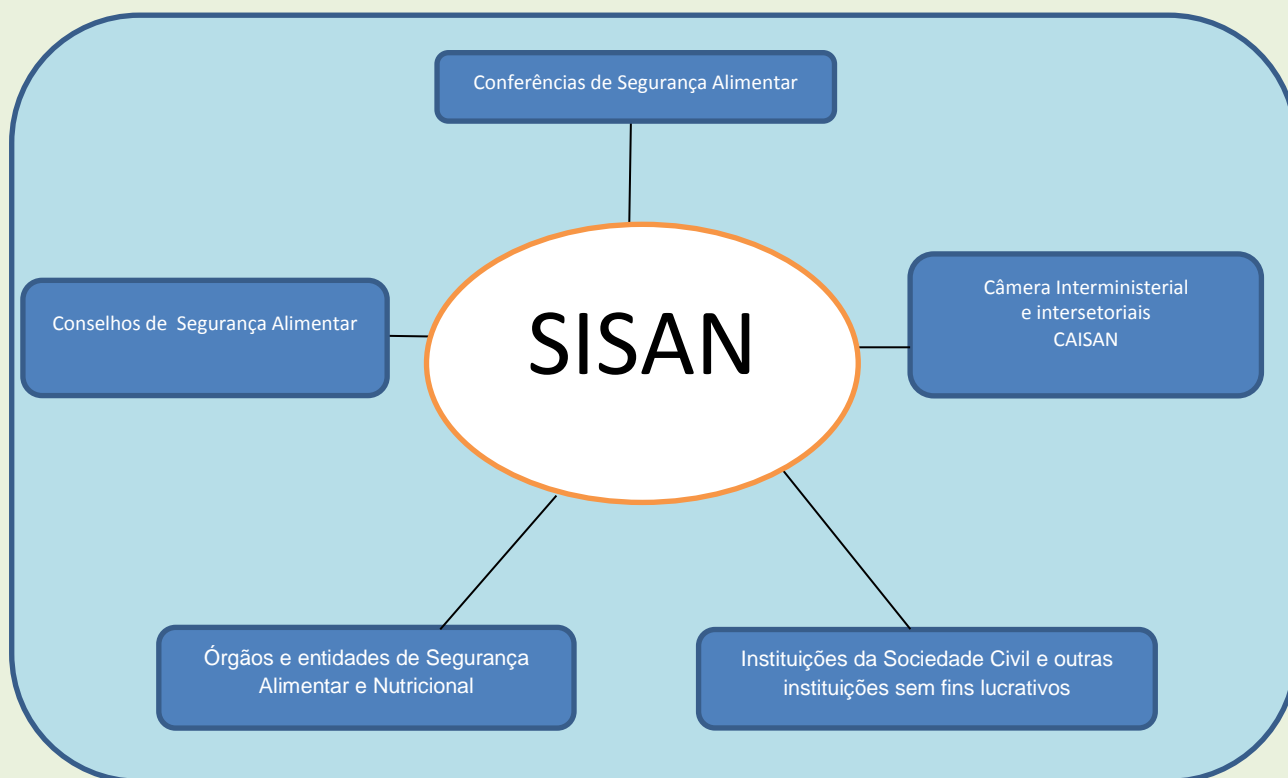 Conferências de Segurança Alimentar
Conselhos de Segurança Alimentar
SISAN
Câmera Interministerial
e intersetoriais
CAISAN
Órgãos e entidades de Segurança
Alimentar e Nutricional
Instituições da Sociedade Civil e outras
instituições sem fins lucrativos